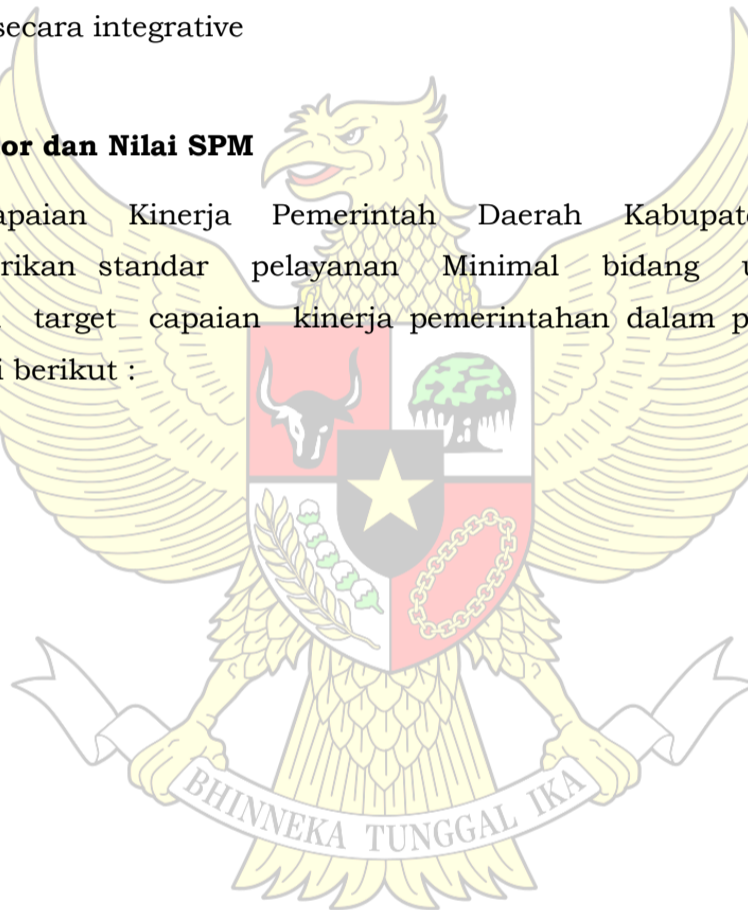 secara integrative
or dan Nilai SPM
apaian Kinerja Pemerintah Daerah Kabupat
rikan standar pelayanan Minimal bidang u
target capaian kinerja pemerintahan dalam p
i berikut :
BHINNEKA TUNGGAL IKA